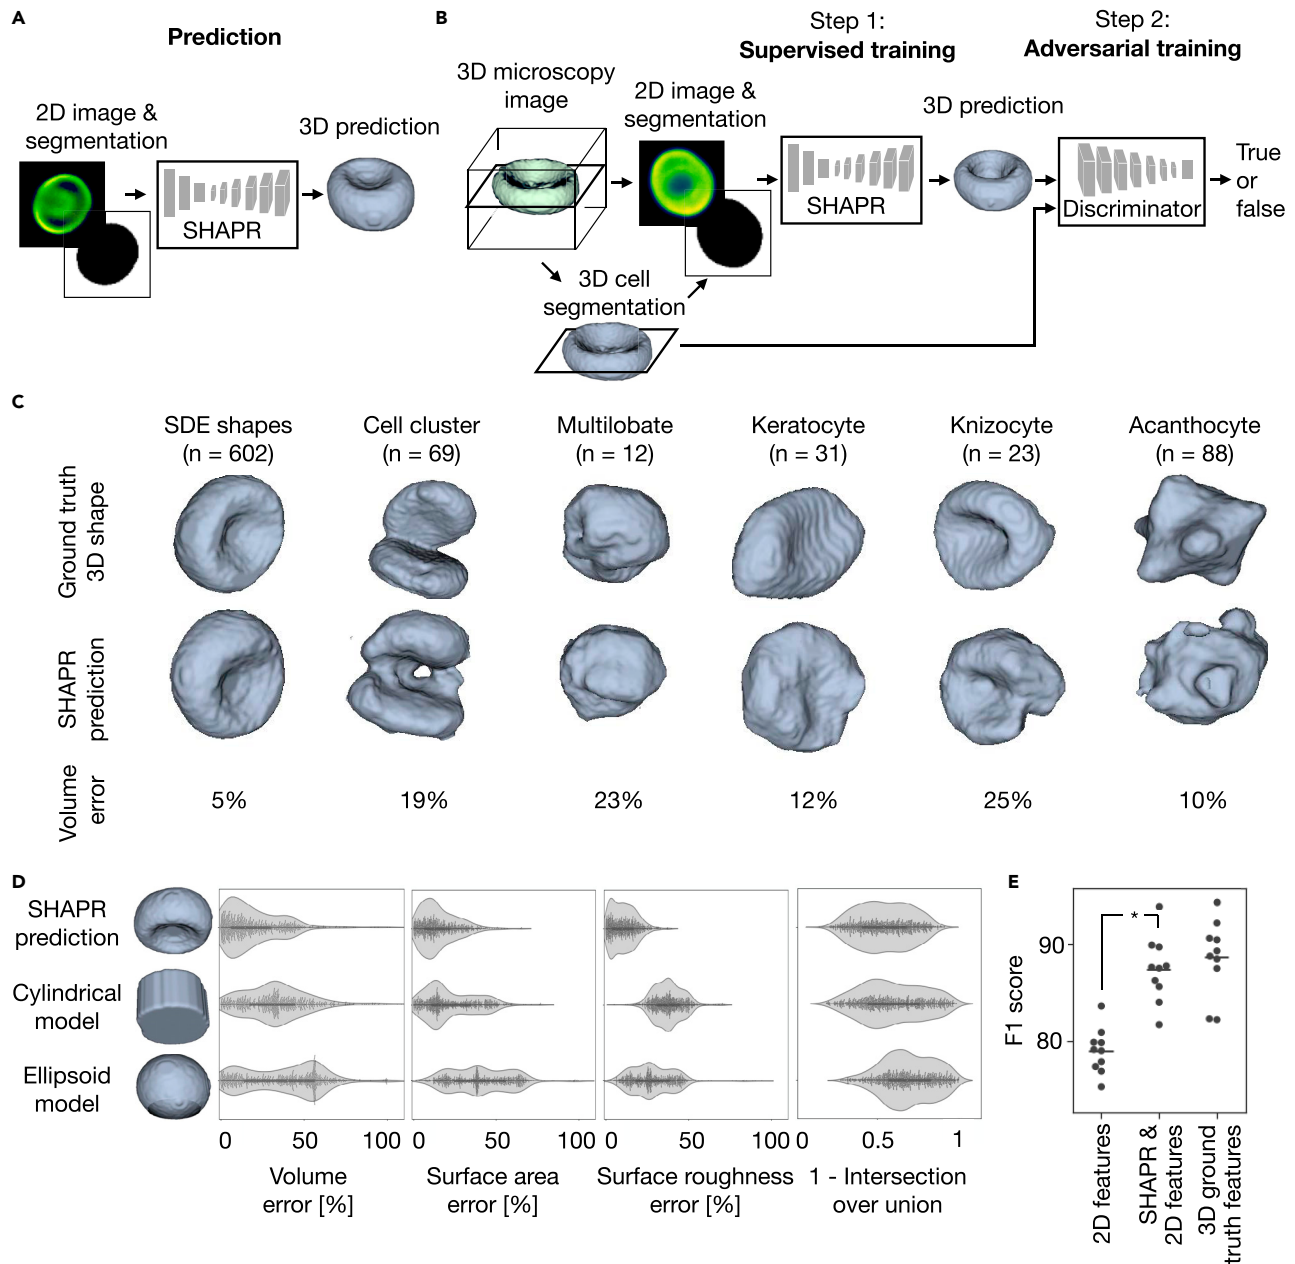 A
Prediction
2D image &
segmentation
3D prediction
SHAPR
B
Step 1:
Supervised training
Step 2:
Adversarial training
3D microscopy
image
2D image &
segmentation
3D prediction
SHAPR
Discriminator
True
or
false
3D cell
segmentation
C
SDE shapes
(n = 602)
Cell cluster
(n = 69)
Multilobate
(n = 12)
Keratocyte
(n = 31)
Knizocyte
(n = 23)
Acanthocyte
(n = 88)
Ground truth
3D shape
SHAPR
prediction
Volume
error
5%
19%
23%
12%
25%
10%
D
SHAPR
prediction
Cylindrical
model
Ellipsoid
model
0 50 100
Volume
error [%]
0 50 100
Surface area
error [%]
0 50 100
Surface roughness
error [%]
0 0.5 1
1 - Intersection
over union
E
F1 score
90
80
*
2D features
SHAPR &
2D features
3D ground
truth features